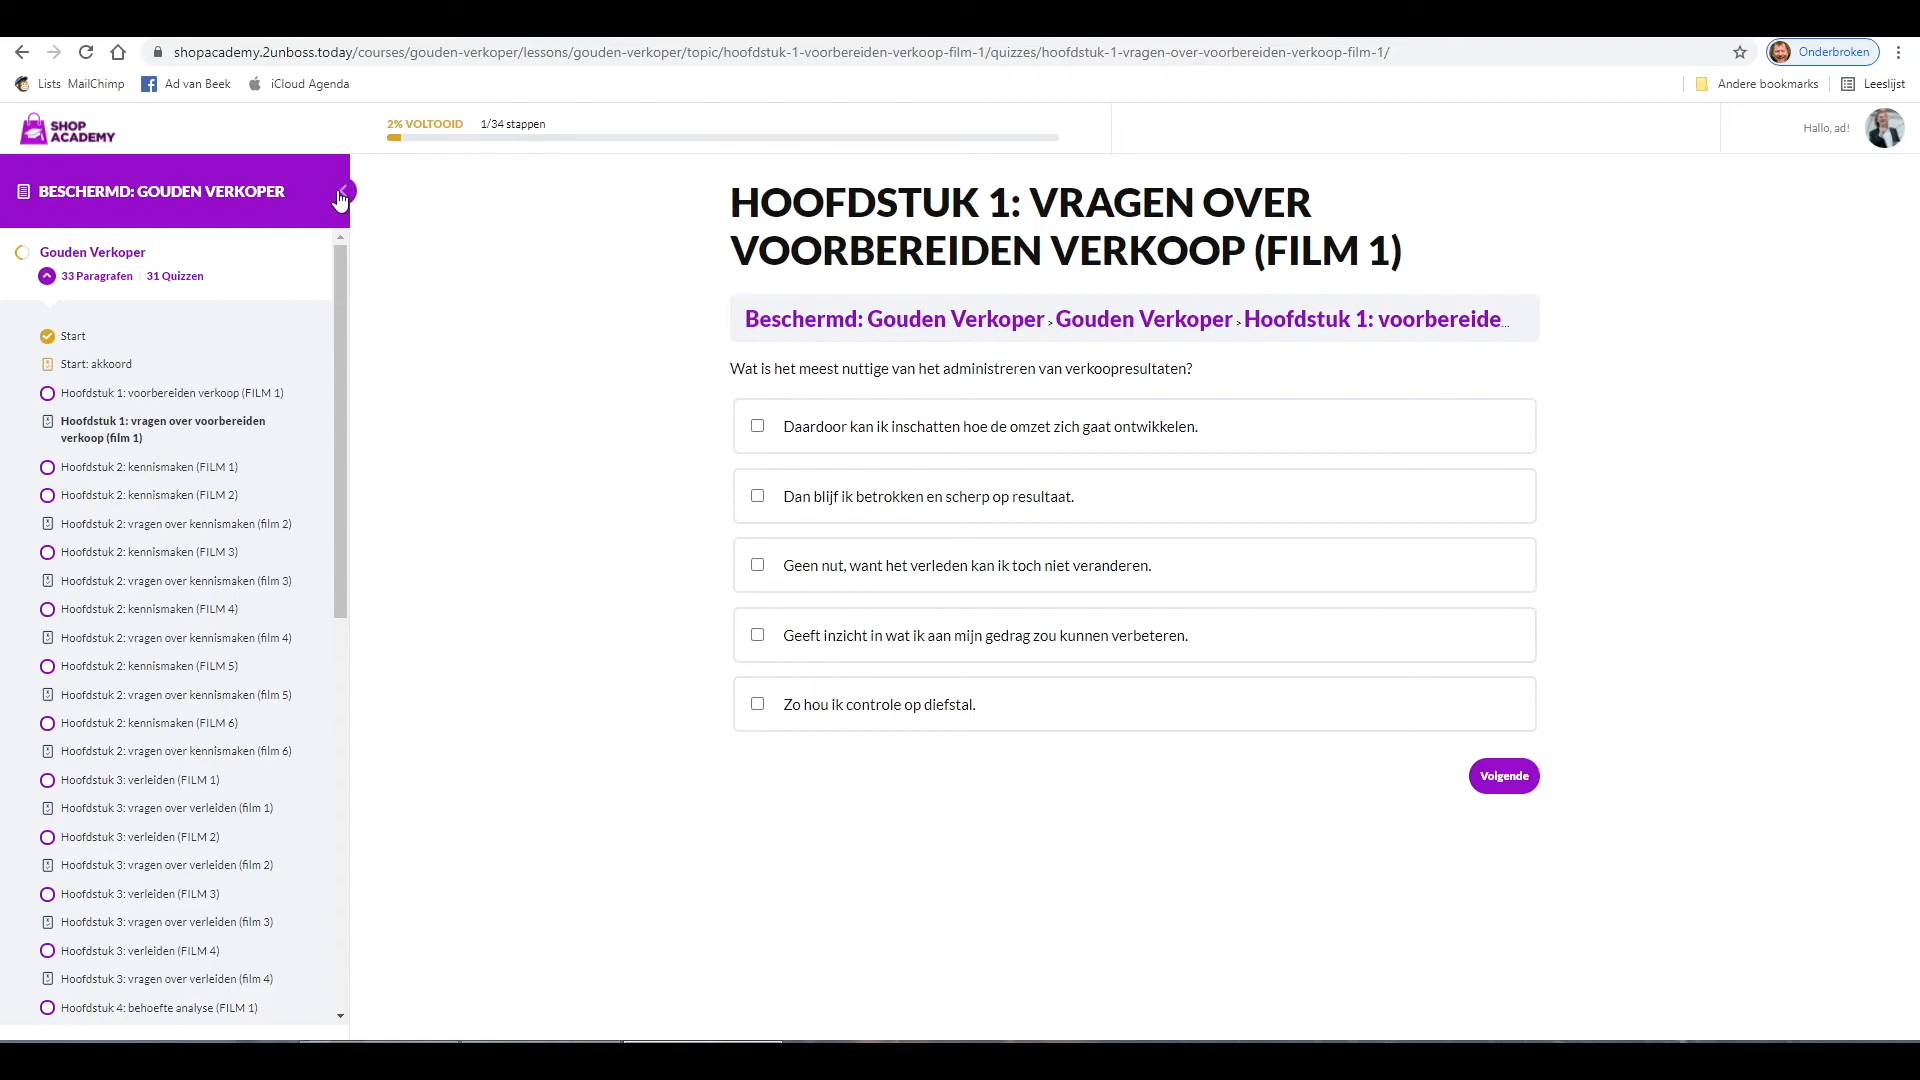 shopacademy.2unboss.today/courses/gouden-verkoper/lessons/gouden-verkoper/topic/hoofdstuk-1-voorbereiden-verkoop-film-1/quizzes/hoofdstuk-1-vragen-over-voorbereiden-verkoop-film-1/
Onderbroken
Lists MailChimp
Ad van Beek
iCloud Agenda
Andere bookmarks
Leeslijst
SHOP
ACADEMY
2% VOLTOOID
1/34 stappen
Hallo, ad!
BESCHERMD: GOUDEN VERKOPER
Gouden Verkoper
33 Paragrafen | 31 Quizzen
Start
Start: akkoord
Hoofdstuk 1: voorbereiden verkoop (FILM 1)
Hoofdstuk 1: vragen over voorbereiden
verkoop (film 1)
Hoofdstuk 2: kennismaken (FILM 1)
Hoofdstuk 2: kennismaken (FILM 2)
Hoofdstuk 2: vragen over kennismaken (film 2)
Hoofdstuk 2: kennismaken (FILM 3)
Hoofdstuk 2: vragen over kennismaken (film 3)
Hoofdstuk 2: kennismaken (FILM 4)
Hoofdstuk 2: vragen over kennismaken (film 4)
Hoofdstuk 2: kennismaken (FILM 5)
Hoofdstuk 2: vragen over kennismaken (film 5)
Hoofdstuk 2: kennismaken (FILM 6)
Hoofdstuk 2: vragen over kennismaken (film 6)
Hoofdstuk 3: verleiden (FILM 1)
Hoofdstuk 3: vragen over verleiden (film 1)
Hoofdstuk 3: verleiden (FILM 2)
Hoofdstuk 3: vragen over verleiden (film 2)
Hoofdstuk 3: verleiden (FILM 3)
Hoofdstuk 3: vragen over verleiden (film 3)
Hoofdstuk 3: verleiden (FILM 4)
Hoofdstuk 3: vragen over verleiden (film 4)
Hoofdstuk 4: behoefte analyse (FILM 1)
HOOFDSTUK 1: VRAGEN OVER
VOORBEREIDEN VERKOOP (FILM 1)
Beschermd: Gouden Verkoper > Gouden Verkoper > Hoofdstuk 1: voorbereide...
Wat is het meest nuttige van het administreren van verkoopresultaten?
Daardoor kan ik inschatten hoe de omzet zich gaat ontwikkelen.
Dan blijf ik betrokken en scherp op resultaat.
Geen nut, want het verleden kan ik toch niet veranderen.
Geeft inzicht in wat ik aan mijn gedrag zou kunnen verbeteren.
Zo hou ik controle op diefstal.
Volgende